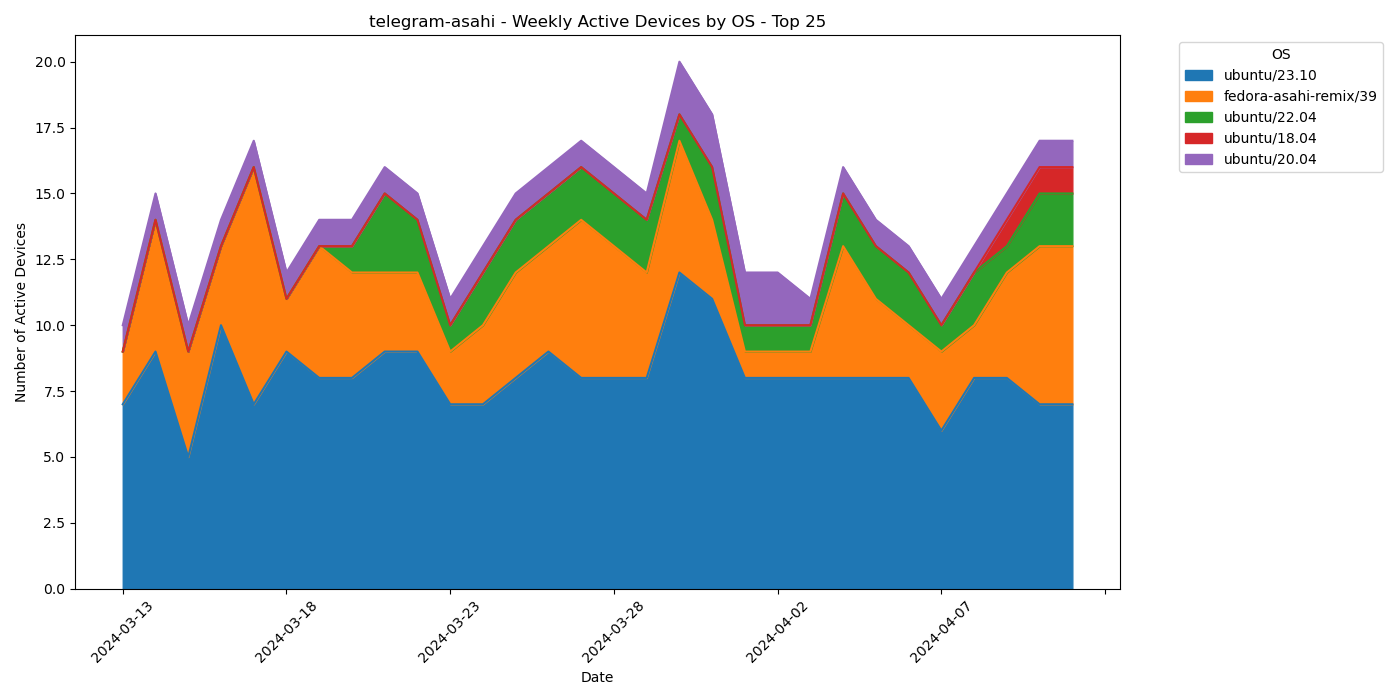 telegram-asahi - Weekly Active Devices by OS - Top 25
OS
ubuntu/23.10
fedora-asahi-remix/39
ubuntu/22.04
ubuntu/18.04
ubuntu/20.04
Number of Active Devices
20.0
17.5
15.0
12.5
10.0
7.5
5.0
2.5
0.0
2024-03-13
2024-03-18
2024-03-23
2024-03-28
2024-04-02
2024-04-07
Date